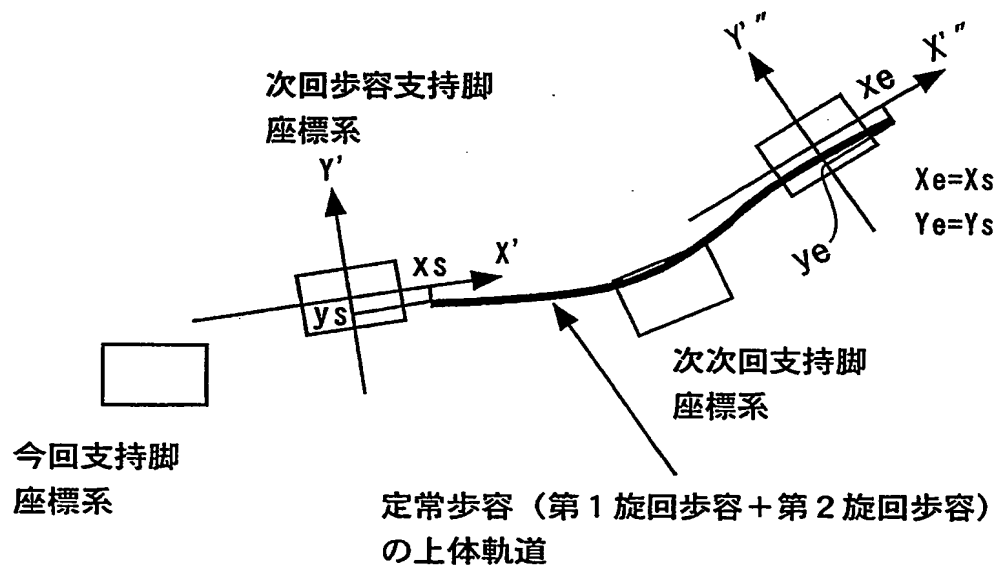 Y'''
X'''
xe
次回歩容支持脚
座標系
Y'
Xe=Xs
Ye=Ys
ye
xs
X'
ys
次次回支持脚
座標系
今回支持脚
座標系
定常歩容（第1旋回歩容＋第2旋回歩容）
の上体軌道